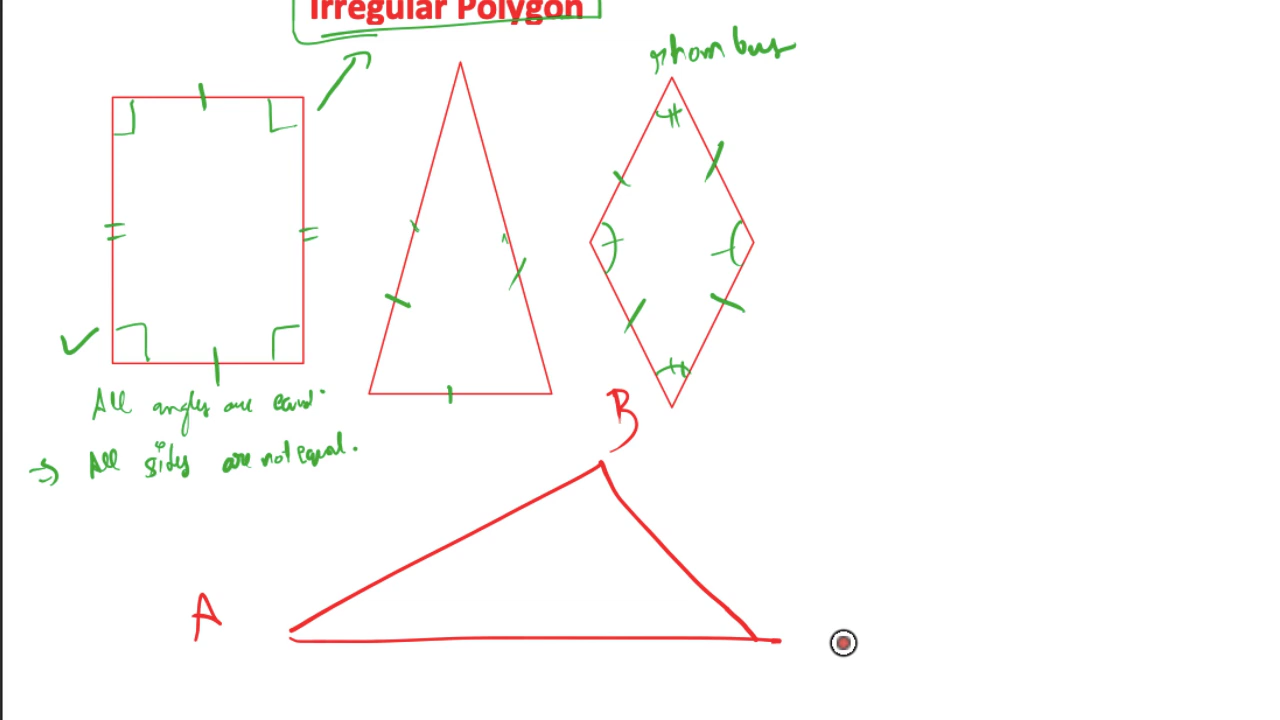 Irregular Polygon
rhombus
All angles are equal.
⇒ All sides are not equal.
B
A